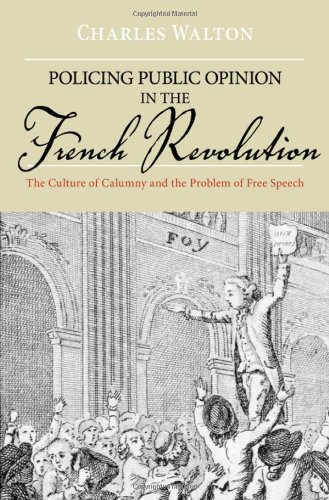 CHARLES WALTON
POLICING PUBLIC OPINION
IN THE
French Revolution
The Culture of Calumny and the Problem of Free Speech
FOY